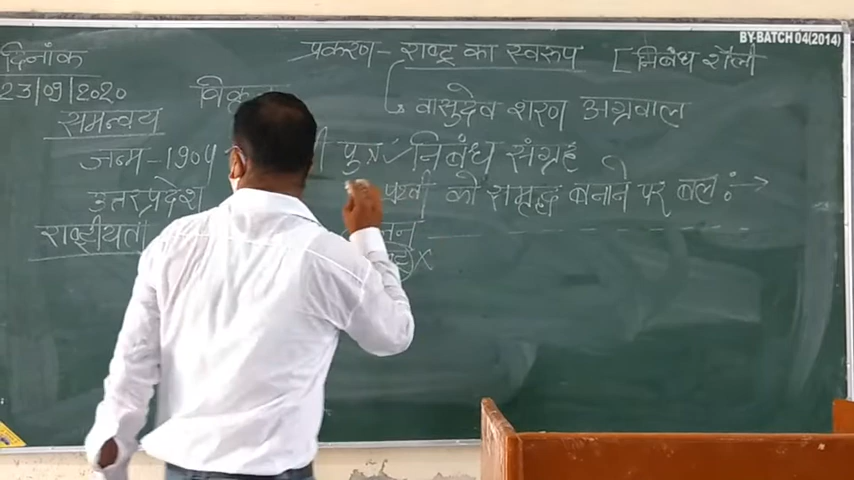 BY-BATCH 04(2014)
दिनांक
23|09|2020
प्रकरण - राष्ट्र का स्वरुप [निबंध शैली
वासुदेव शरण अग्रवाल
समन्वय
जन्म - 1904 पुत्र निबंध संग्रह
उत्तरप्रदेश पृथ्वी को समृद्ध बनाने पर बल :→
राष्ट्रीयता